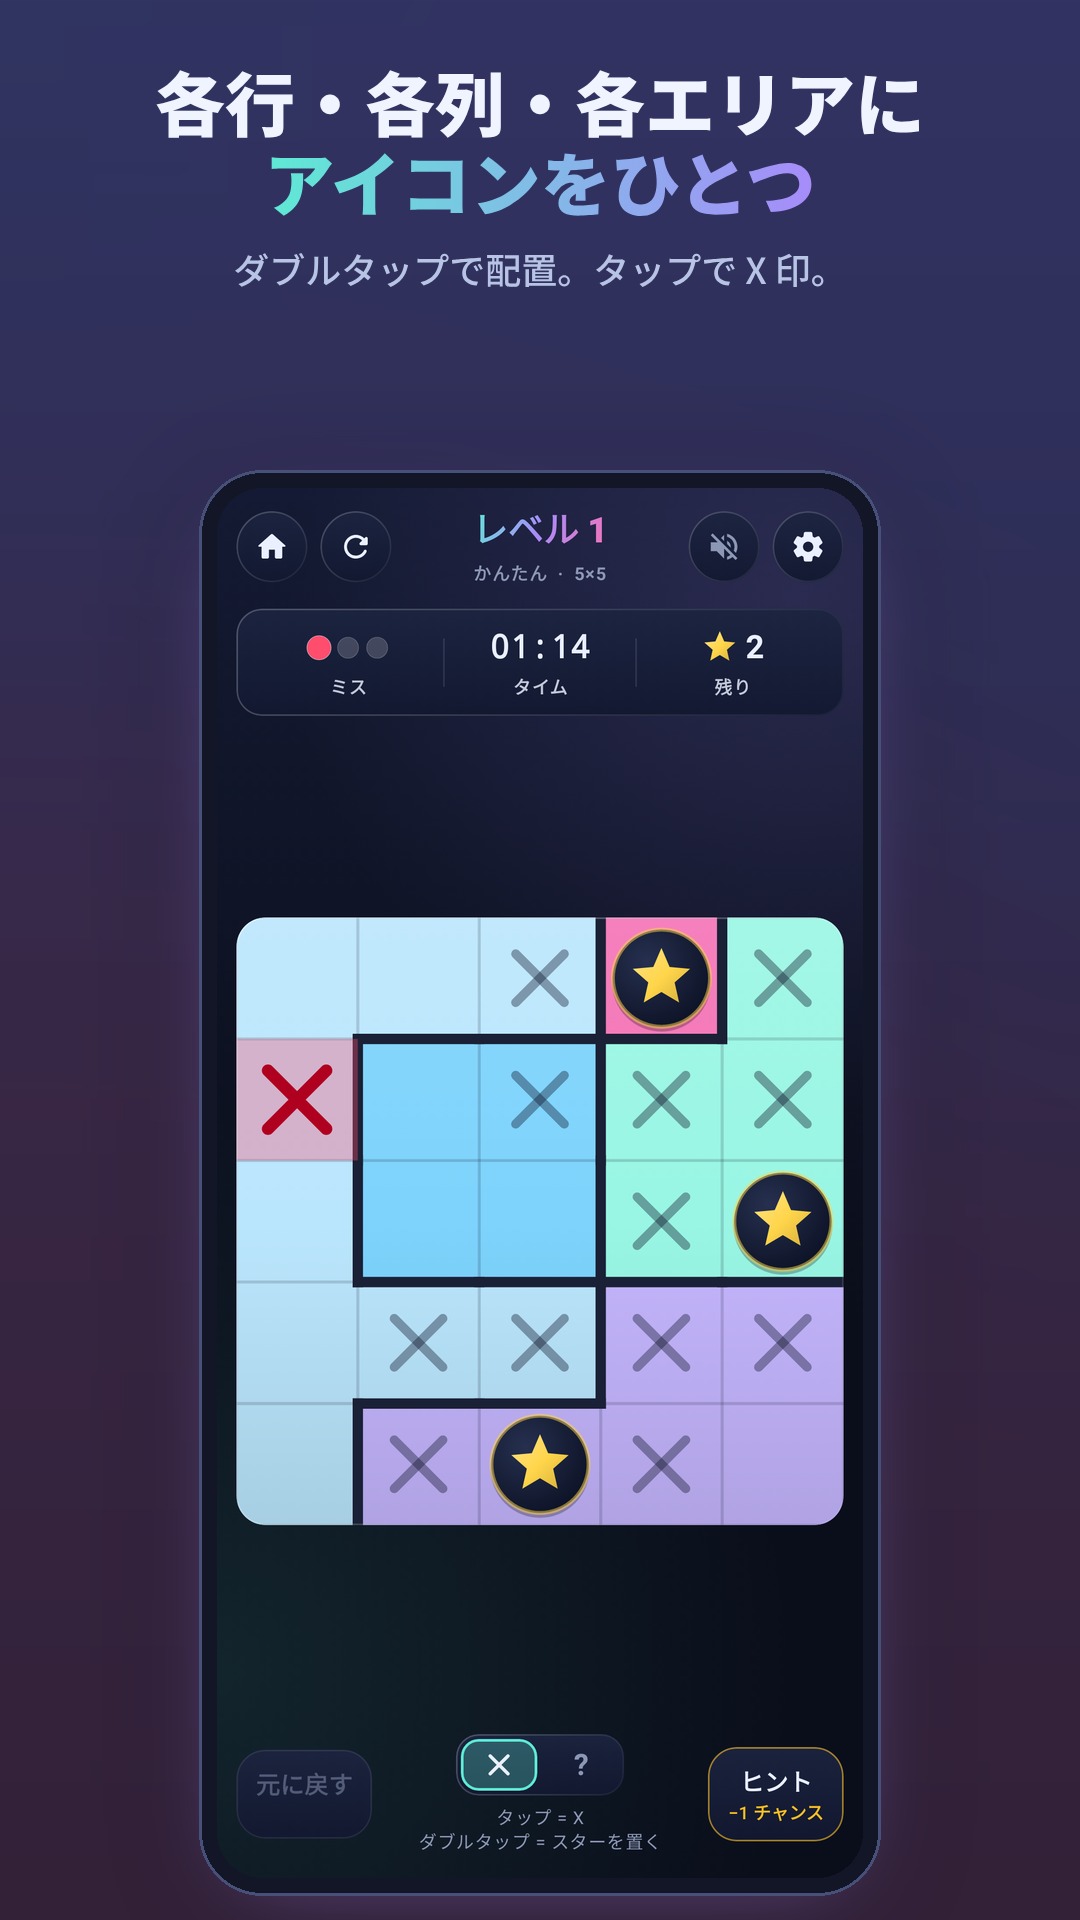 各行・各列・各エリアに
アイコンをひとつ
ダブルタップで配置。タップで X 印。
レベル 1
かんたん · 5×5
01:14
2
ミス
タイム
残り
元に戻す
?
ヒント
−1 チャンス
タップ = X
ダブルタップ = スターを置く